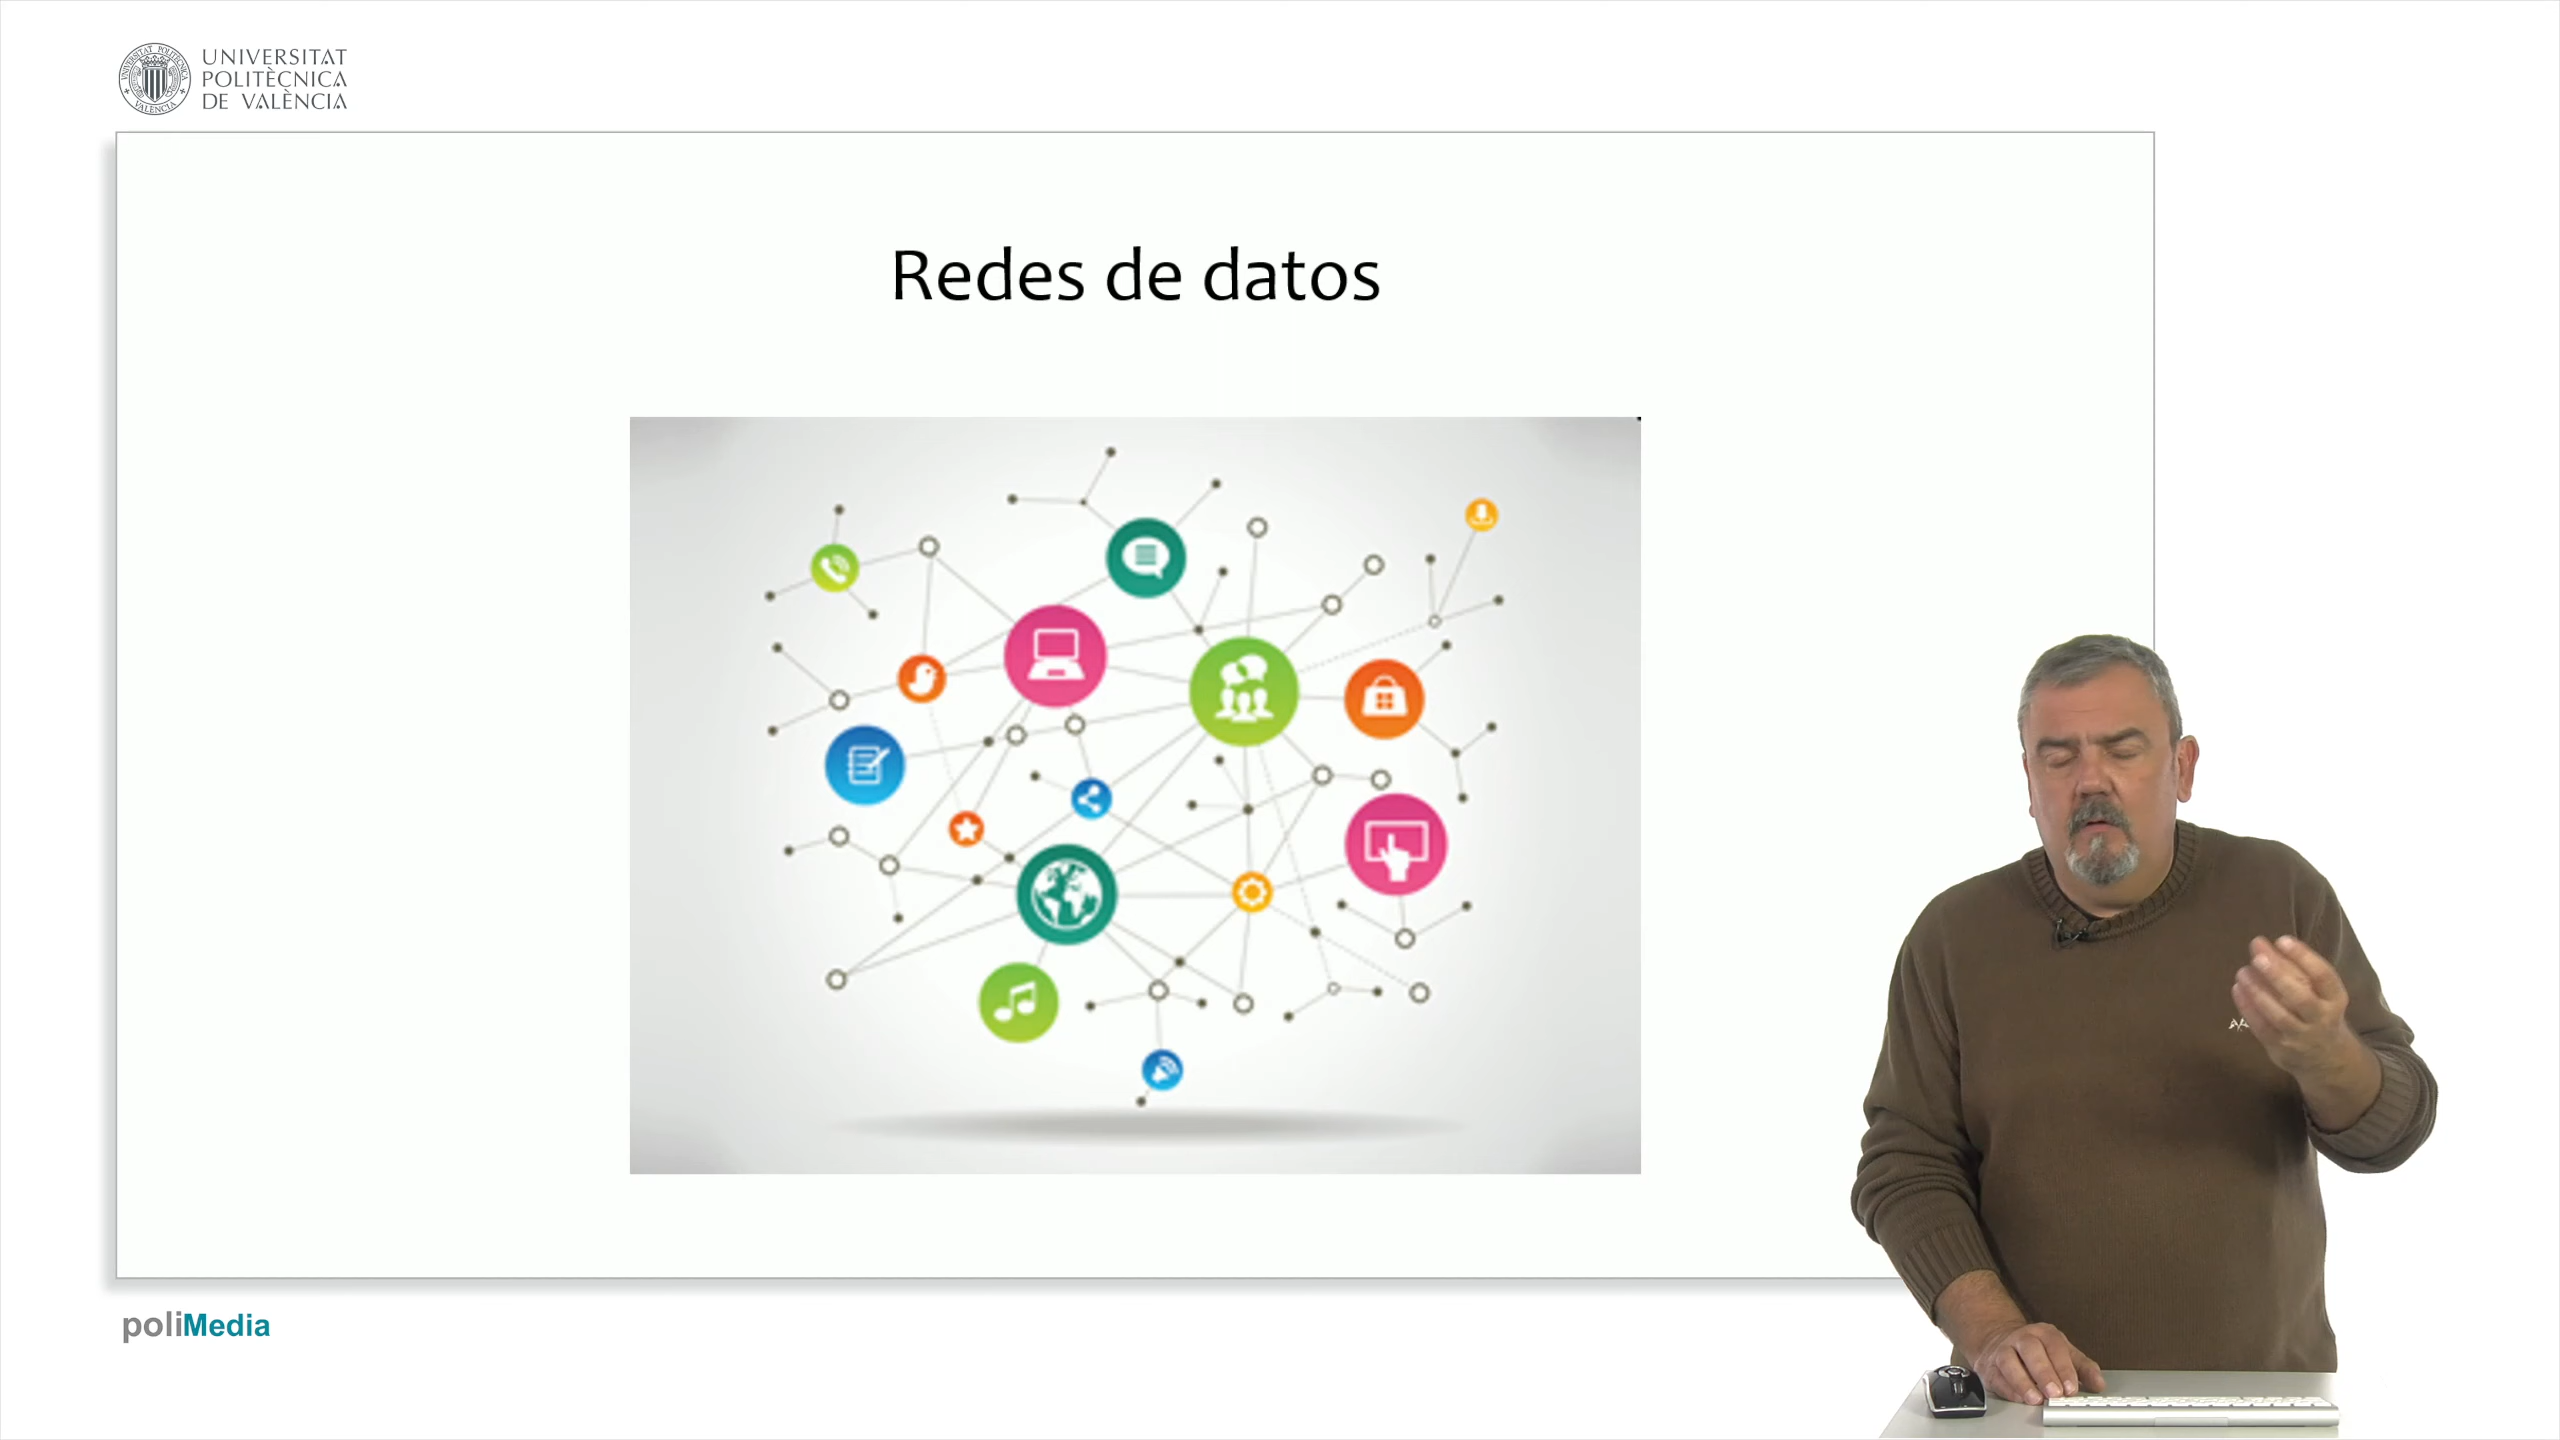 UNIVERSITAT
POLITÈCNICA
DE VALÈNCIA
Redes de datos
poliMedia